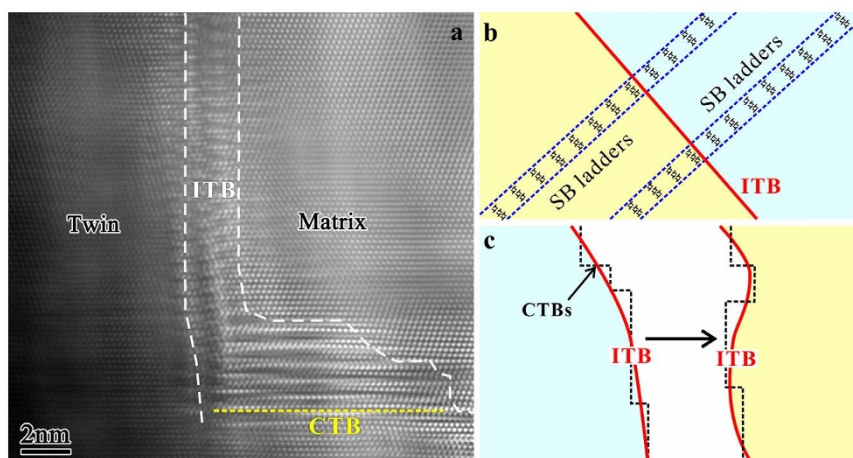 a
ITB
Twin
Matrix
CTB
2nm
b
SB ladders
SB ladders
ITB
c
CTBs
ITB
ITB